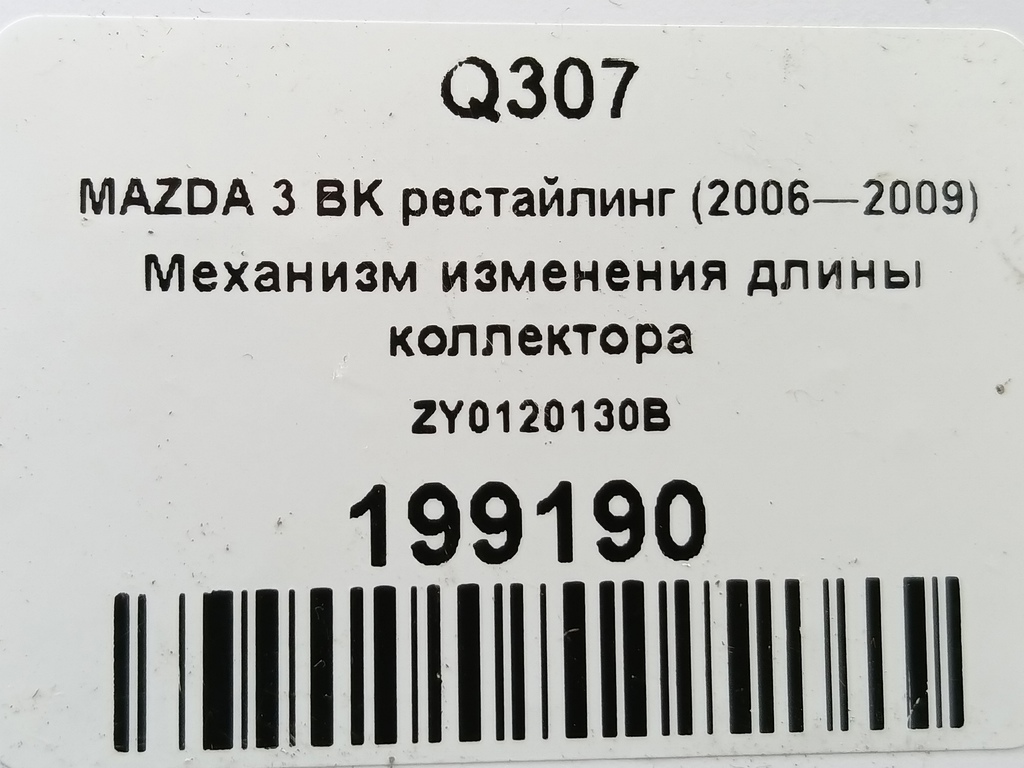 Q307
MAZDA 3 BK рестайлинг (2006—2009)
Механизм изменения длины
коллектора
ZY0120130B
199190